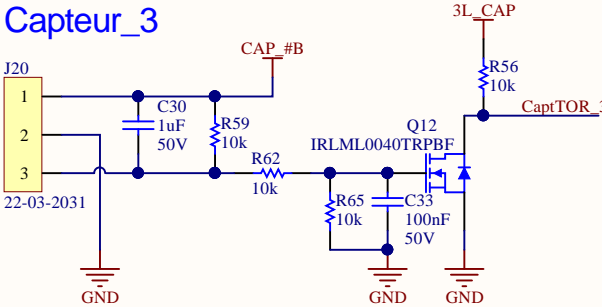 Capteur_3
3L_CAP
CAP_#B
J20
1
2
3
22-03-2031
C30
1uF
50V
R59
10k
R62
10k
R65
10k
C33
100nF
50V
Q12
IRLML0040TRPBF
R56
10k
CaptTOR_3
GND
GND
GND